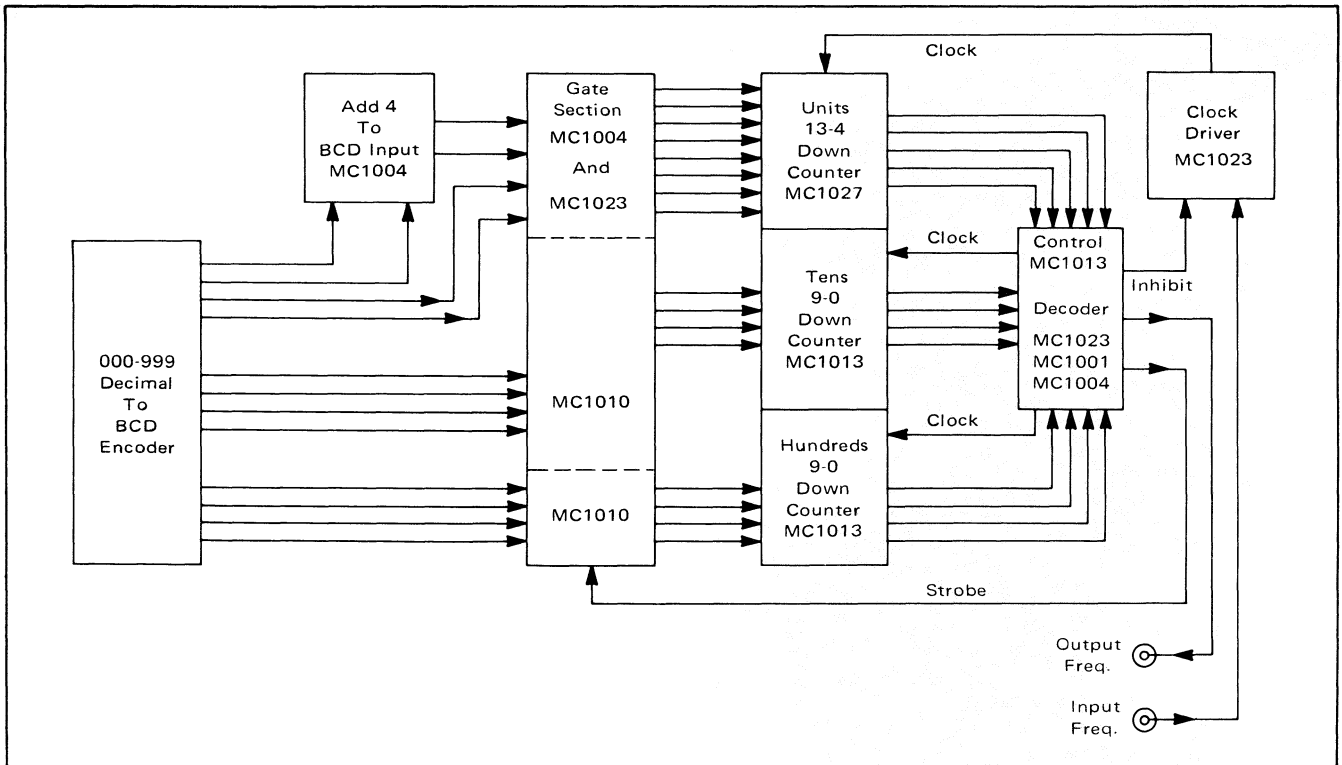 Clock
Add 4
To
BCD Input
MC1004
Gate
Section
MC1004
And
MC1023
Units
13-4
Down
Counter
MC1027
Clock
Driver
MC1023
Clock
Control
MC1013
Inhibit
Decoder
MC1023
MC1001
MC1004
Tens
9-0
Down
Counter
MC1013
000-999
Decimal
To
BCD
Encoder
MC1010
Clock
Hundreds
9-0
Down
Counter
MC1013
MC1010
Strobe
Output
Freq.
Input
Freq.